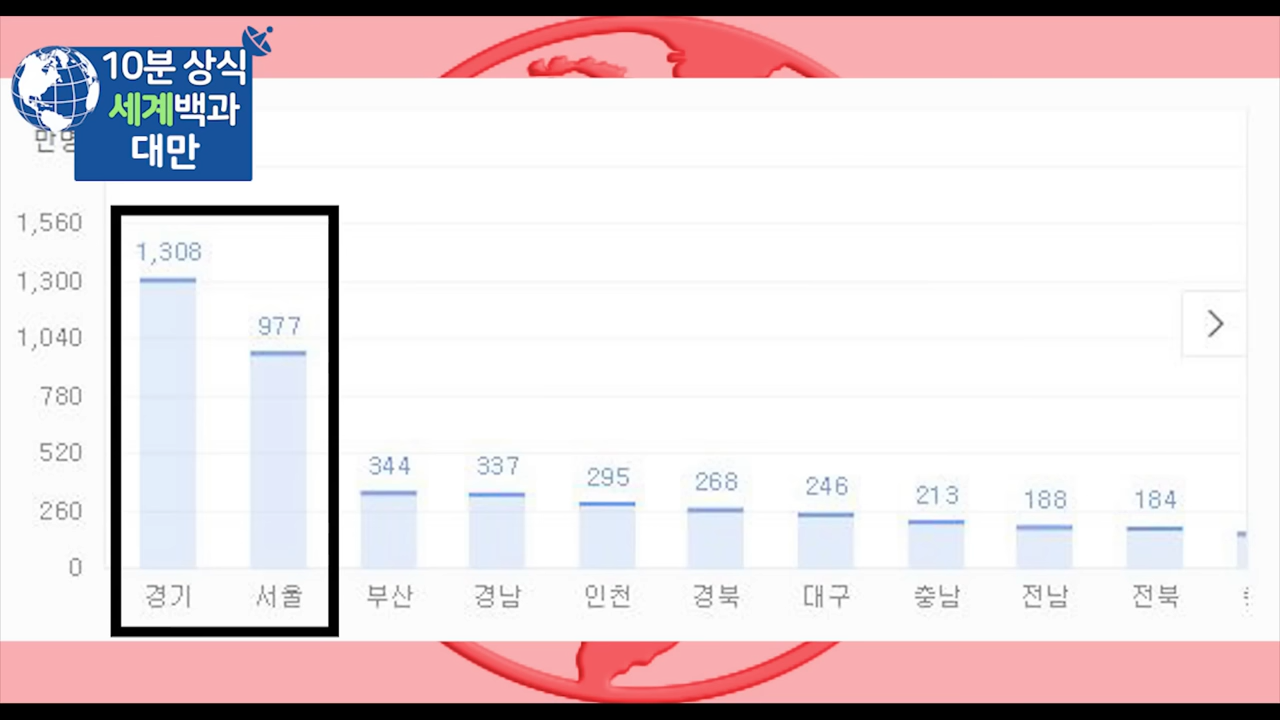 10분 상식
세계백과
대만
1,560
1,300
1,040
780
520
260
0
1,308
977
344
337
295
268
246
213
188
184
경기
서울
부산
경남
인천
경북
대구
충남
전남
전북